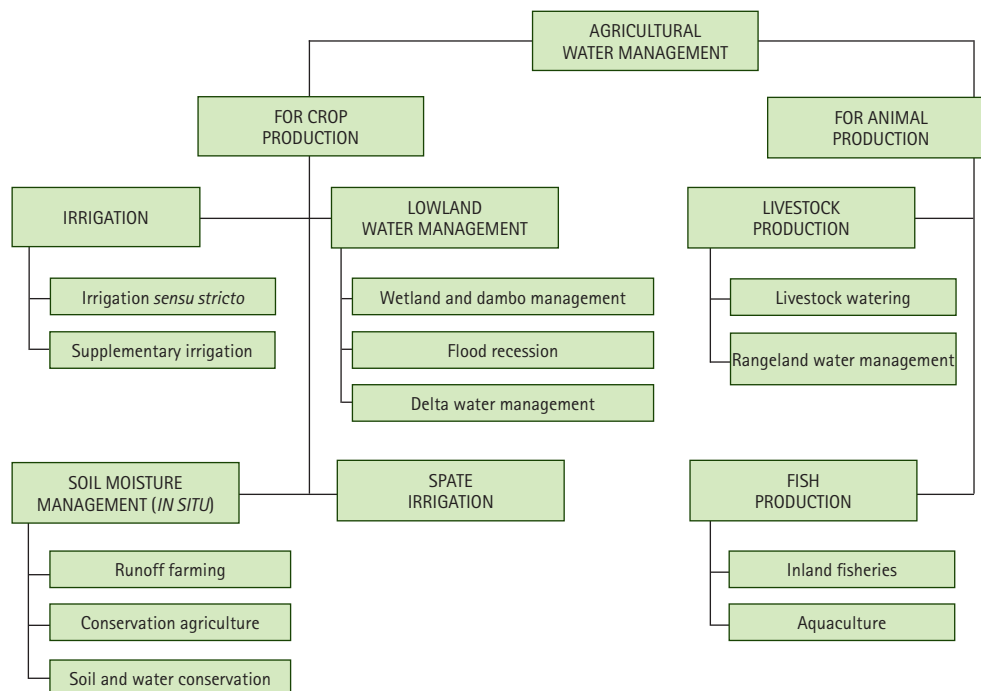 AGRICULTURAL
WATER MANAGEMENT
FOR CROP
PRODUCTION
FOR ANIMAL
PRODUCTION
IRRIGATION
LOWLAND
WATER MANAGEMENT
LIVESTOCK
PRODUCTION
Irrigation sensu stricto
Wetland and dambo management
Livestock watering
Supplementary irrigation
Flood recession
Rangeland water management
Delta water management
SOIL MOISTURE
MANAGEMENT (IN SITU)
SPATE
IRRIGATION
FISH
PRODUCTION
Runoff farming
Inland fisheries
Conservation agriculture
Aquaculture
Soil and water conservation